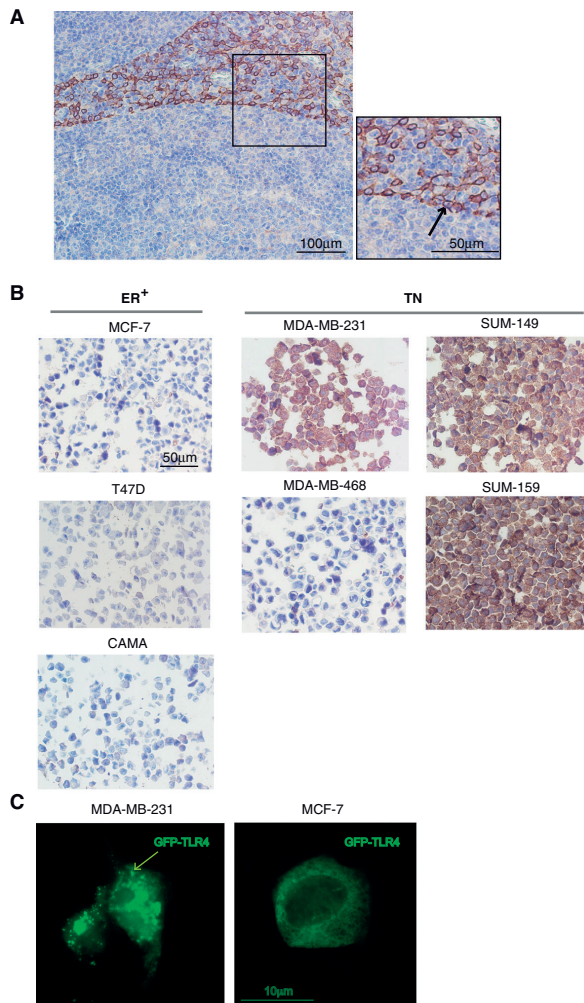 A
100μm
50μm
B
ER+
TN
MCF-7
MDA-MB-231
SUM-149
50μm
T47D
MDA-MB-468
SUM-159
CAMA
C
MDA-MB-231
MCF-7
GFP-TLR4
GFP-TLR4
10μm